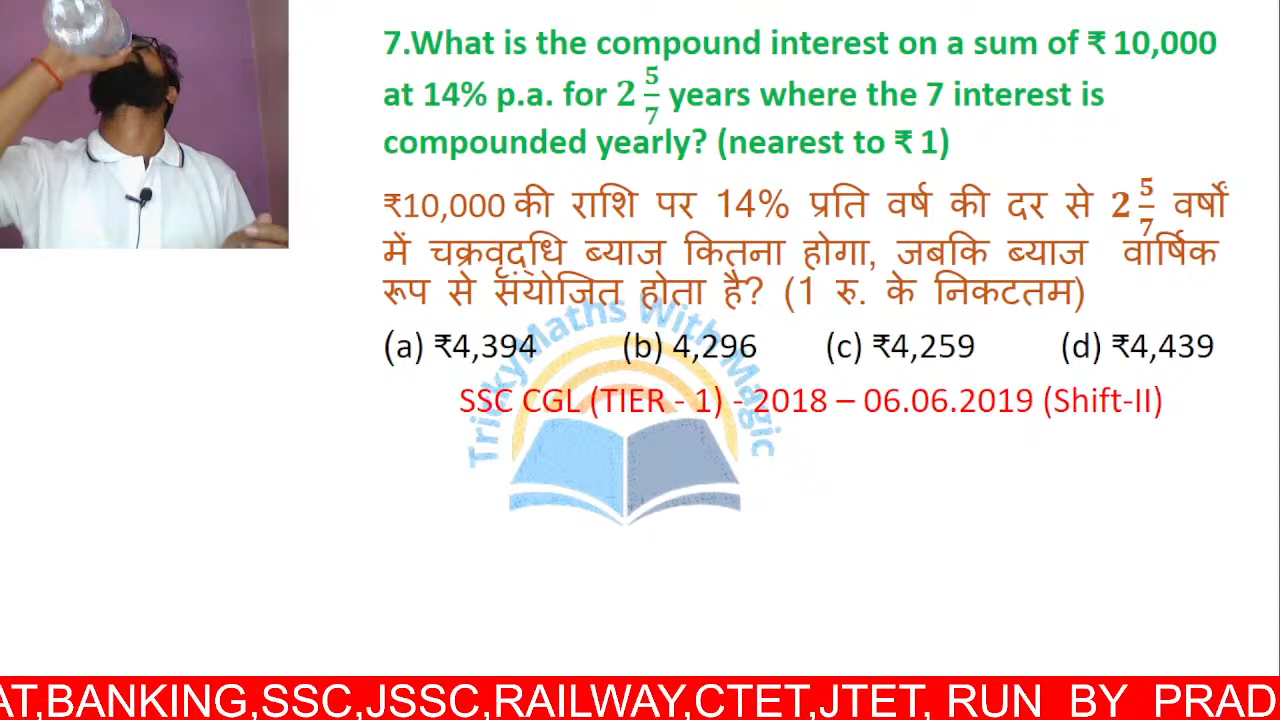 7.What is the compound interest on a sum of ₹ 10,000
at 14% p.a. for 2 5/7 years where the 7 interest is
compounded yearly? (nearest to ₹ 1)
₹10,000 की राशि पर 14% प्रति वर्ष की दर से 2 5/7 वर्षों
में चक्रवृद्धि ब्याज कितना होगा, जबकि ब्याज वार्षिक
रूप से संयोजित होता है? (1 रु. के निकटतम)
(a) ₹4,394 (b) 4,296 (c) ₹4,259 (d) ₹4,439
SSC CGL (TIER - 1) - 2018 – 06.06.2019 (Shift-II)
TrikyMaths With Magic
AT,BANKING,SSC,JSSC,RAILWAY,CTET,JTET, RUN BY PRAD